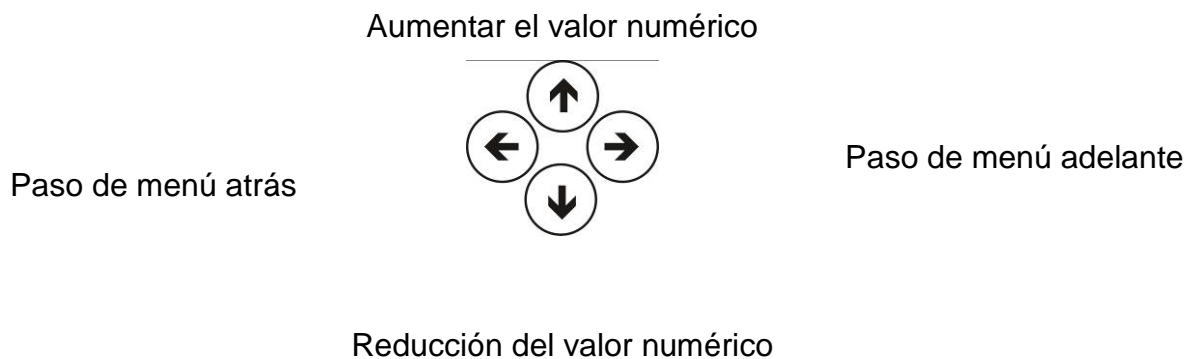 Aumentar el valor numérico
Paso de menú atrás
Paso de menú adelante
Reducción del valor numérico